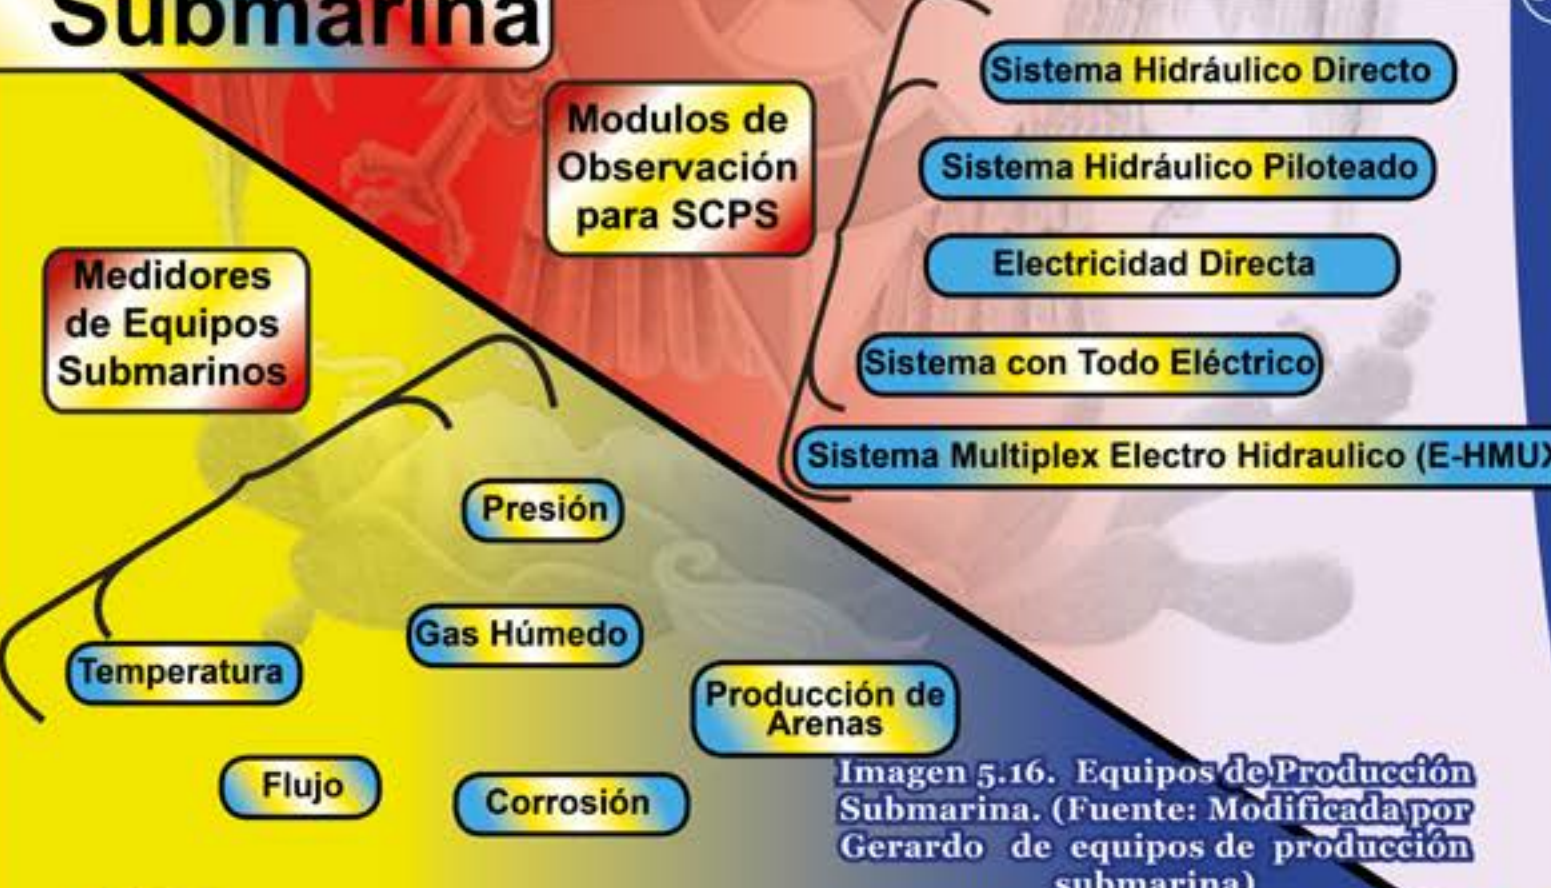 Submarina
Modulos de
Observación
para SCPS
Sistema Hidráulico Directo
Sistema Hidráulico Piloteado
Electricidad Directa
Sistema con Todo Eléctrico
Sistema Multiplex Electro Hidraulico (E-HMUX
Medidores
de Equipos
Submarinos
Presión
Gas Húmedo
Temperatura
Producción de
Arenas
Flujo
Corrosión
Imagen 5.16. Equipos de Producción
Submarina. (Fuente: Modificada por
Gerardo de equipos de producción
submarina)